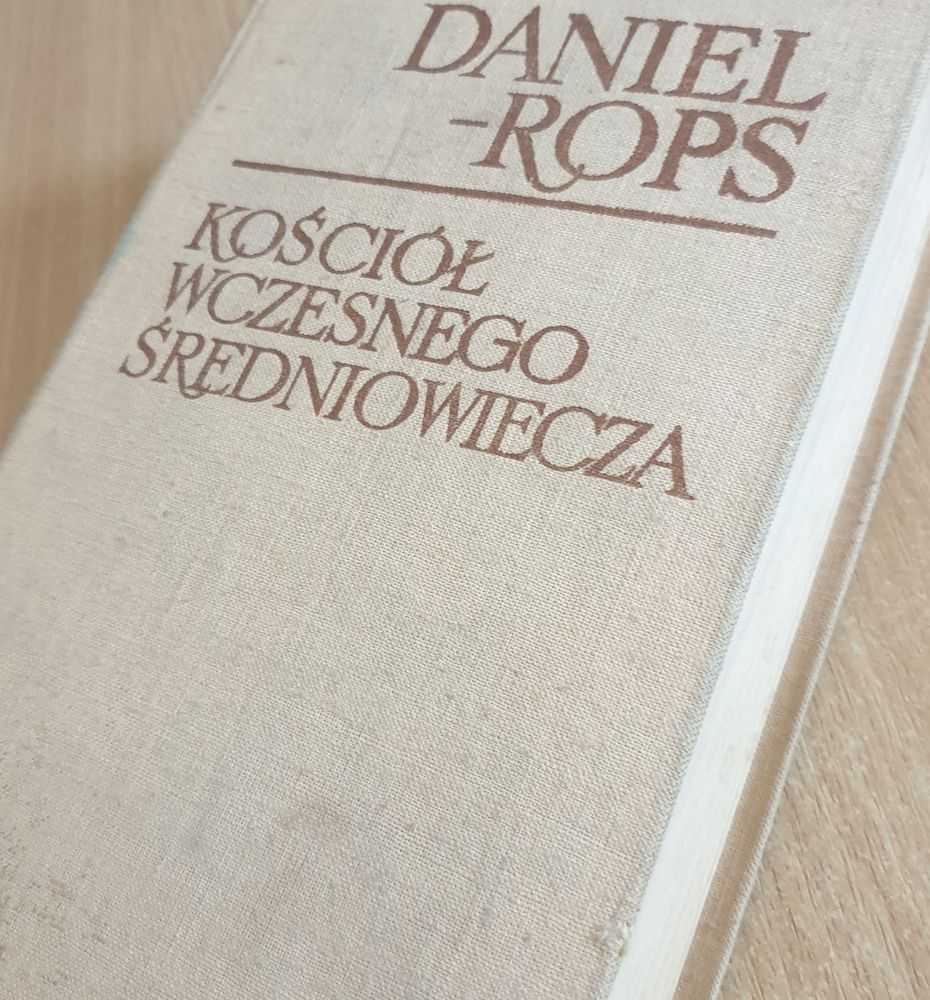 DANIEL
-ROPS
KOŚCIÓŁ
WCZESNEGO
ŚREDNIOWIECZA